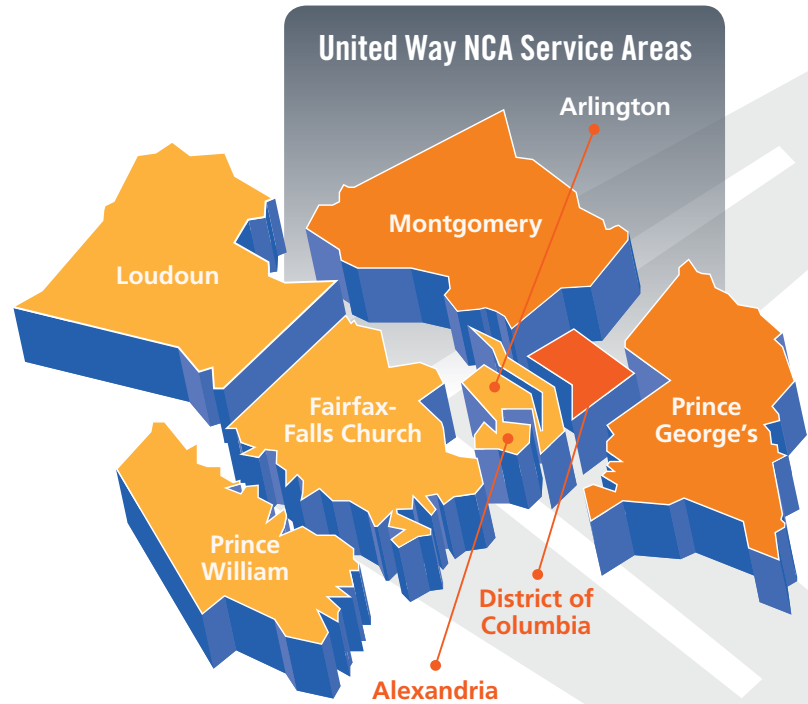 United Way NCA Service Areas
Arlington
Montgomery
Loudoun
Fairfax-
Falls Church
Prince
George's
Prince
William
District of
Columbia
Alexandria